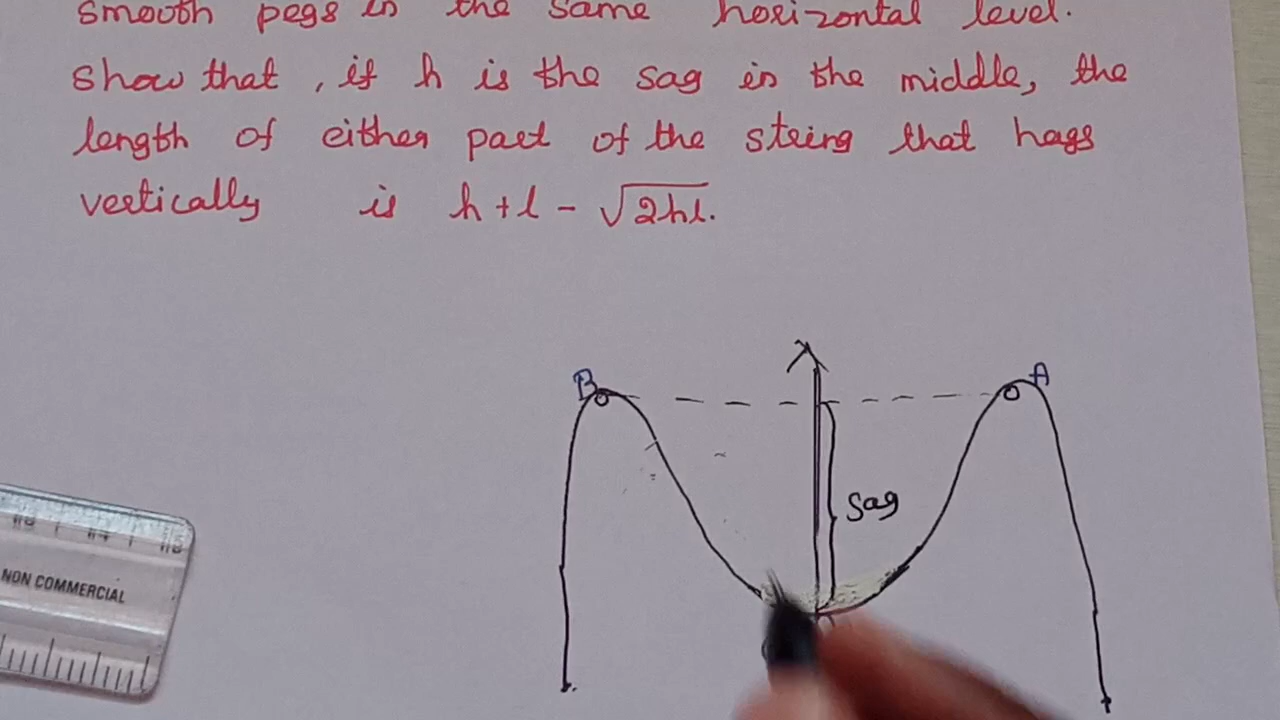 smooth pegs in the same horizontal level.
show that, if h is the sag in the middle, the
length of either part of the string that hags
vertically is h + l - √2hl.
B
A
sag
NON COMMERCIAL